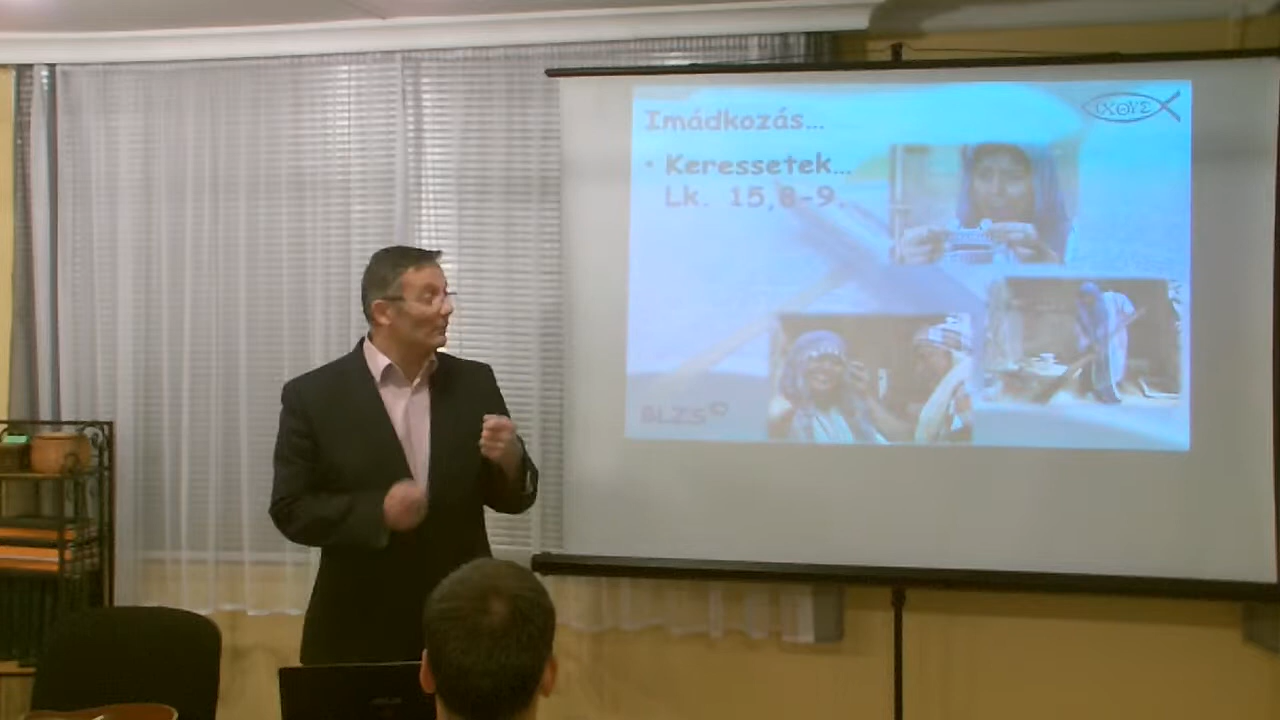 Imádkozás...
ΙΧΘΥΣ
• Keressetek...
Lk. 15,8-9.
BLZS